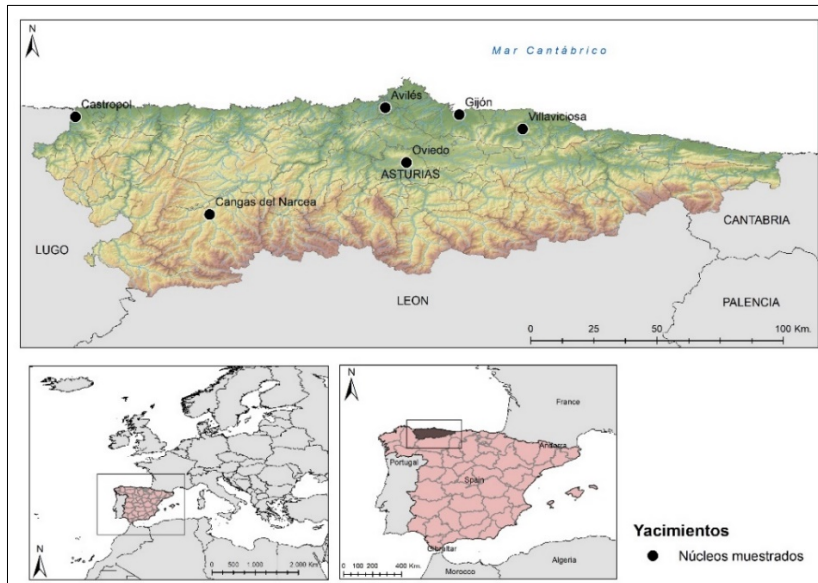 N
Mar Cantábrico
Castropol
Avilés
Gijón
Villaviciosa
Oviedo
ASTURIAS
Cangas del Narcea
CANTABRIA
LUGO
LEON
PALENCIA
0 25 50 100 Km.
N
0 500 1 000 2 000 Km.
N
France
Andorra
Portugal
Spain
Gibraltar
Morocco
Algeria
0 100 200 400 Km.
Yacimientos
Núcleos muestrados